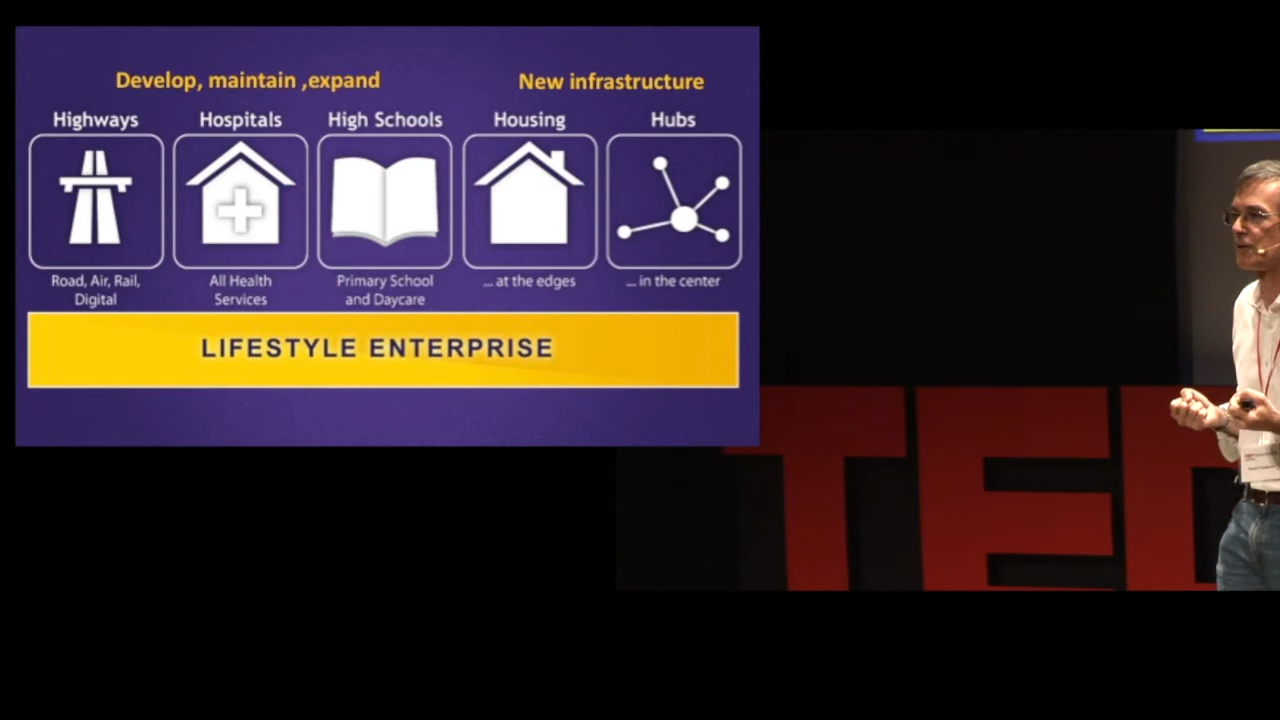 Develop, maintain ,expand
New infrastructure
Highways
Hospitals
High Schools
Housing
Hubs
Road, Air, Rail,
Digital
All Health
Services
Primary School
and Daycare
... at the edges
... in the center
LIFESTYLE ENTERPRISE
TED